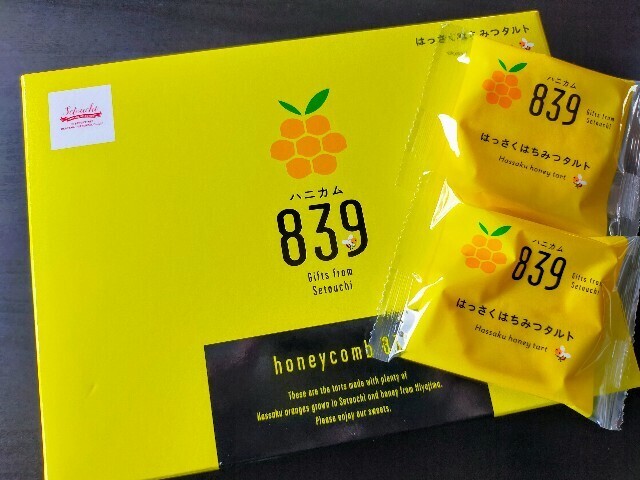 Setouchi
はっさくはちみつタルト
ハニカム
839
Gifts from
Setouchi
honeycomb
These are the tarts made with plenty of
Hassaku oranges grown in Setouchi and honey from Miyajima.
Please enjoy our sweets.
ハニカム
839
Gifts from
Setouchi
はっさくはちみつタルト
Hassaku honey tart
ハニカム
839
Gifts from
Setouchi
はっさくはちみつタルト
Hassaku honey tart